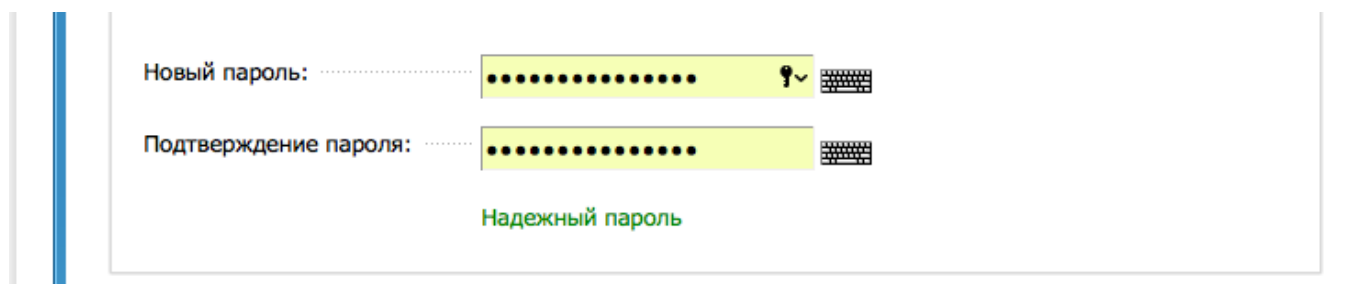 Новый пароль: •••••••••••••••
Подтверждение пароля: •••••••••••••••
Надежный пароль